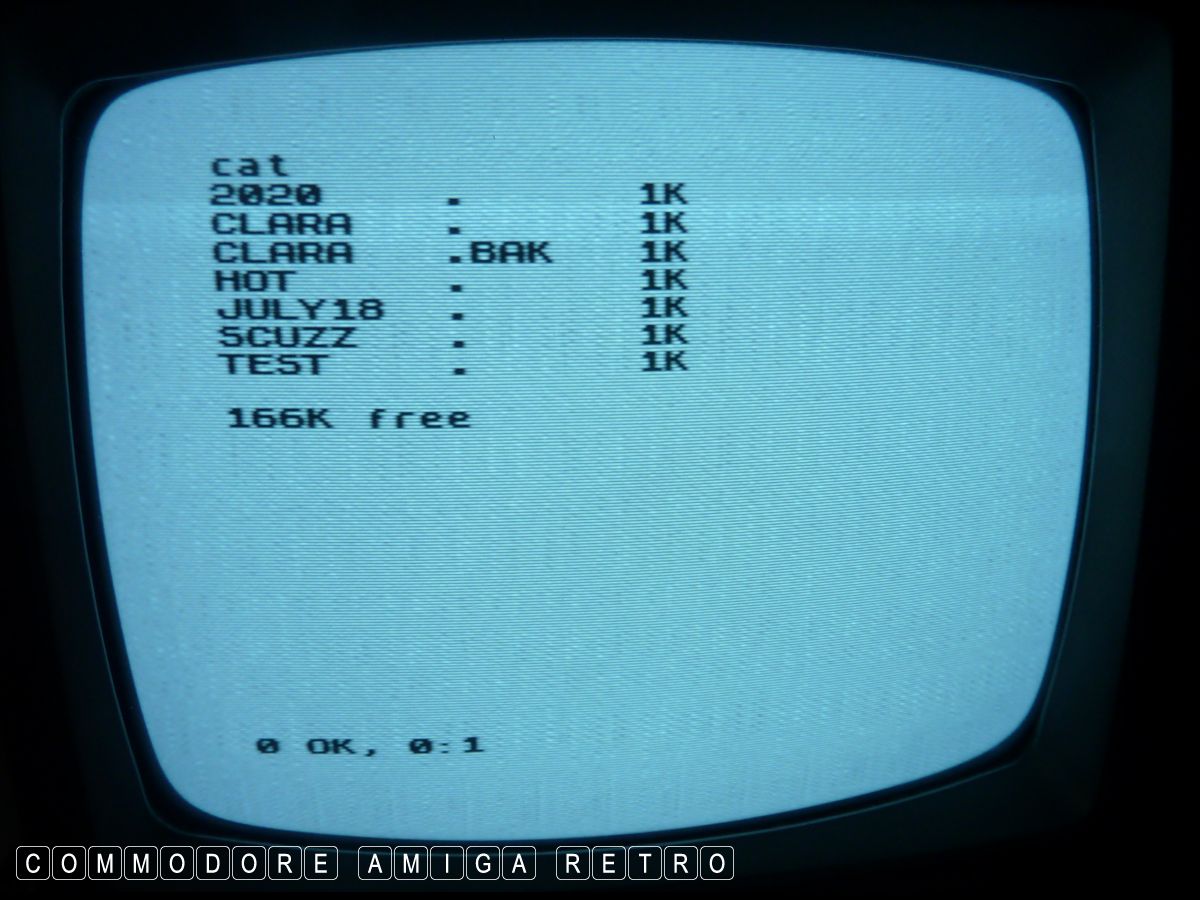 cat
2020 . 1K
CLARA . 1K
CLARA .BAK 1K
HOT . 1K
JULY18 . 1K
SCUZZ . 1K
TEST . 1K
166K free
0 OK, 0:1
COMMODORE AMIGA RETRO